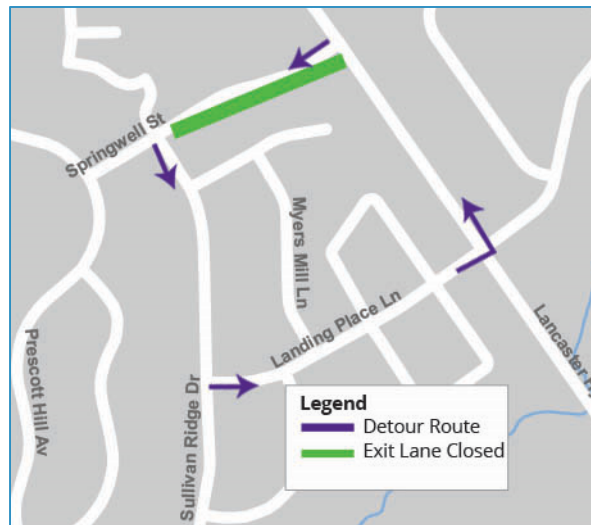 Springwell St
Myers Mill Ln
Landing Place Ln
Lancaster
Prescott Hill Av
Sullivan Ridge Dr
Legend
Detour Route
Exit Lane Closed